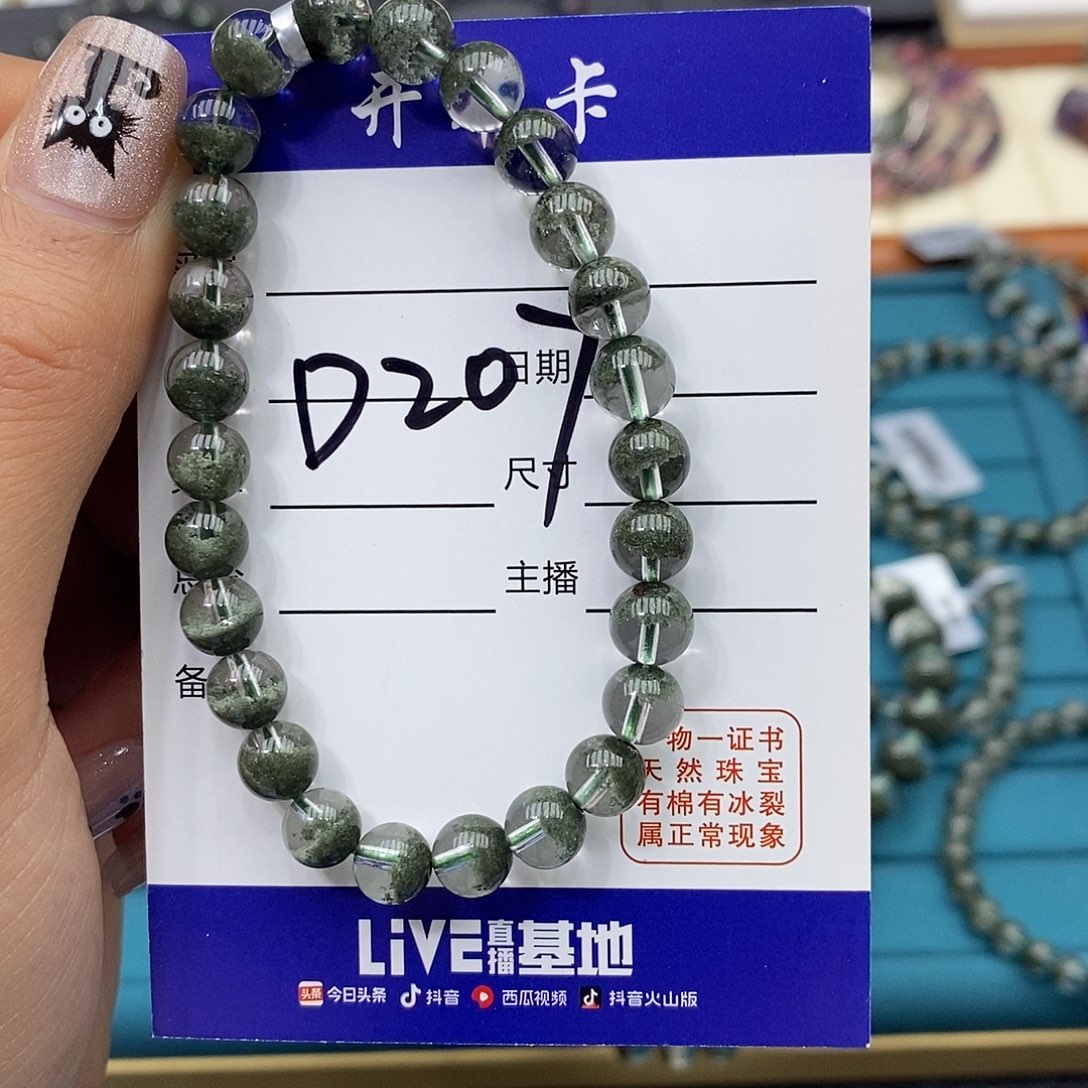 开 卡
日期
D207
尺寸
主播
备
物一证书
天然珠宝
有棉有冰裂
属正常现象
LiVE直播基地
头条 今日头条 抖音 西瓜视频 抖音火山版